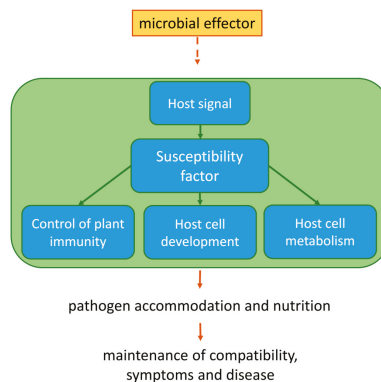 microbial effector
Host signal
Susceptibility
factor
Control of plant
immunity
Host cell
development
Host cell
metabolism
pathogen accommodation and nutrition
maintenance of compatibility,
symptoms and disease